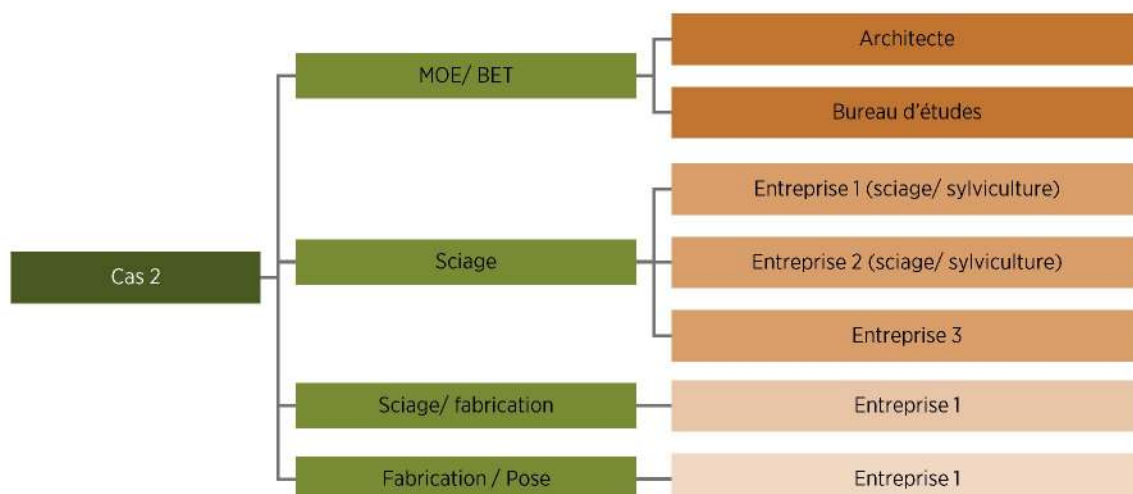 Cas 2
MOE/ BET
Architecte
Bureau d'études
Sciage
Entreprise 1 (sciage/ sylviculture)
Entreprise 2 (sciage/ sylviculture)
Entreprise 3
Sciage/ fabrication
Entreprise 1
Fabrication / Pose
Entreprise 1